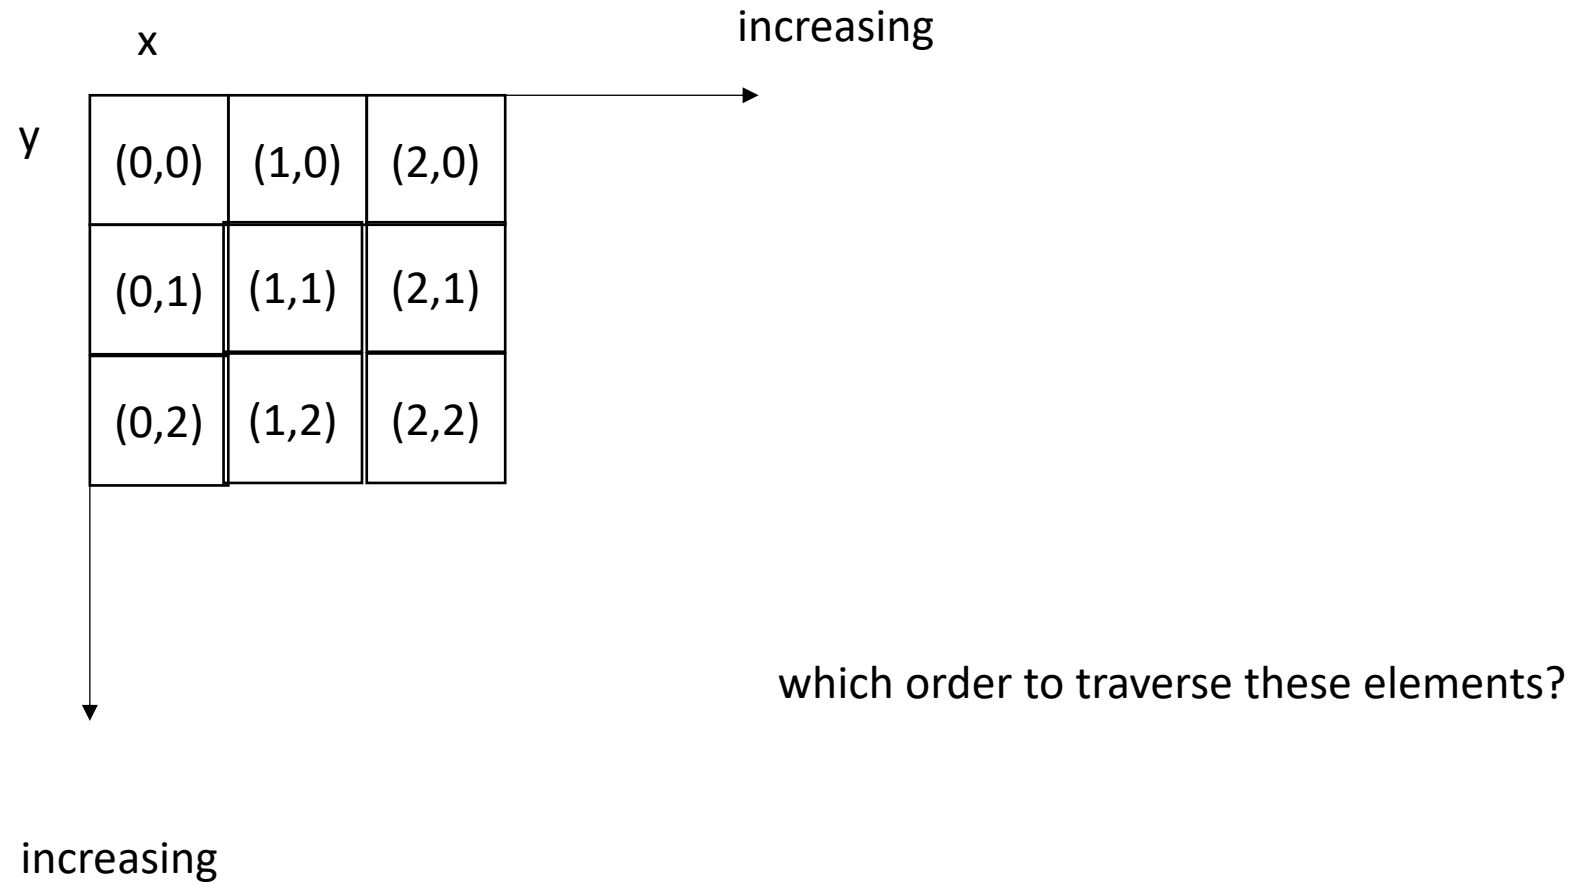 increasing
x
y
(0,0) (1,0) (2,0)
(0,1) (1,1) (2,1)
(0,2) (1,2) (2,2)
which order to traverse these elements?
increasing